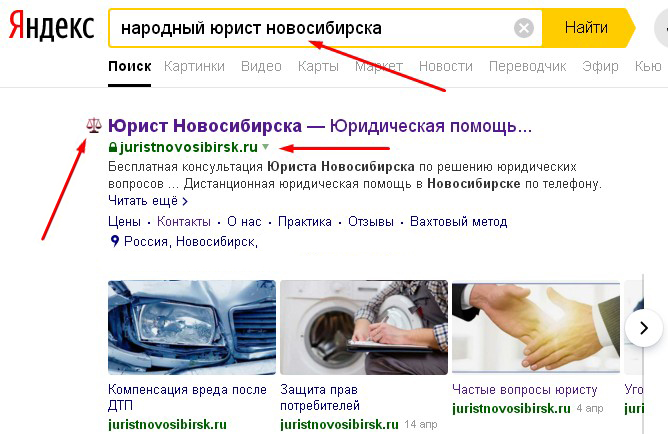 Яндекс
народный юрист новосибирска
Найти
Поиск Картинки Видео Карты Маркет Новости Переводчик Эфир Кью
Юрист Новосибирска — Юридическая помощь...
juristnovosibirsk.ru
Бесплатная консультация Юриста Новосибирска по решению юридических
вопросов ... Дистанционная юридическая помощь в Новосибирске по телефону.
Читать ещё >
Цены · Контакты · О нас · Практика · Отзывы · Вахтовый метод
Россия, Новосибирск,
Компенсация вреда после
ДТП
juristnovosibirsk.ru
Защита прав
потребителей
juristnovosibirsk.ru 14 апр
Частые вопросы юристу
juristnovosibirsk.ru 4 апр
Уго
juri